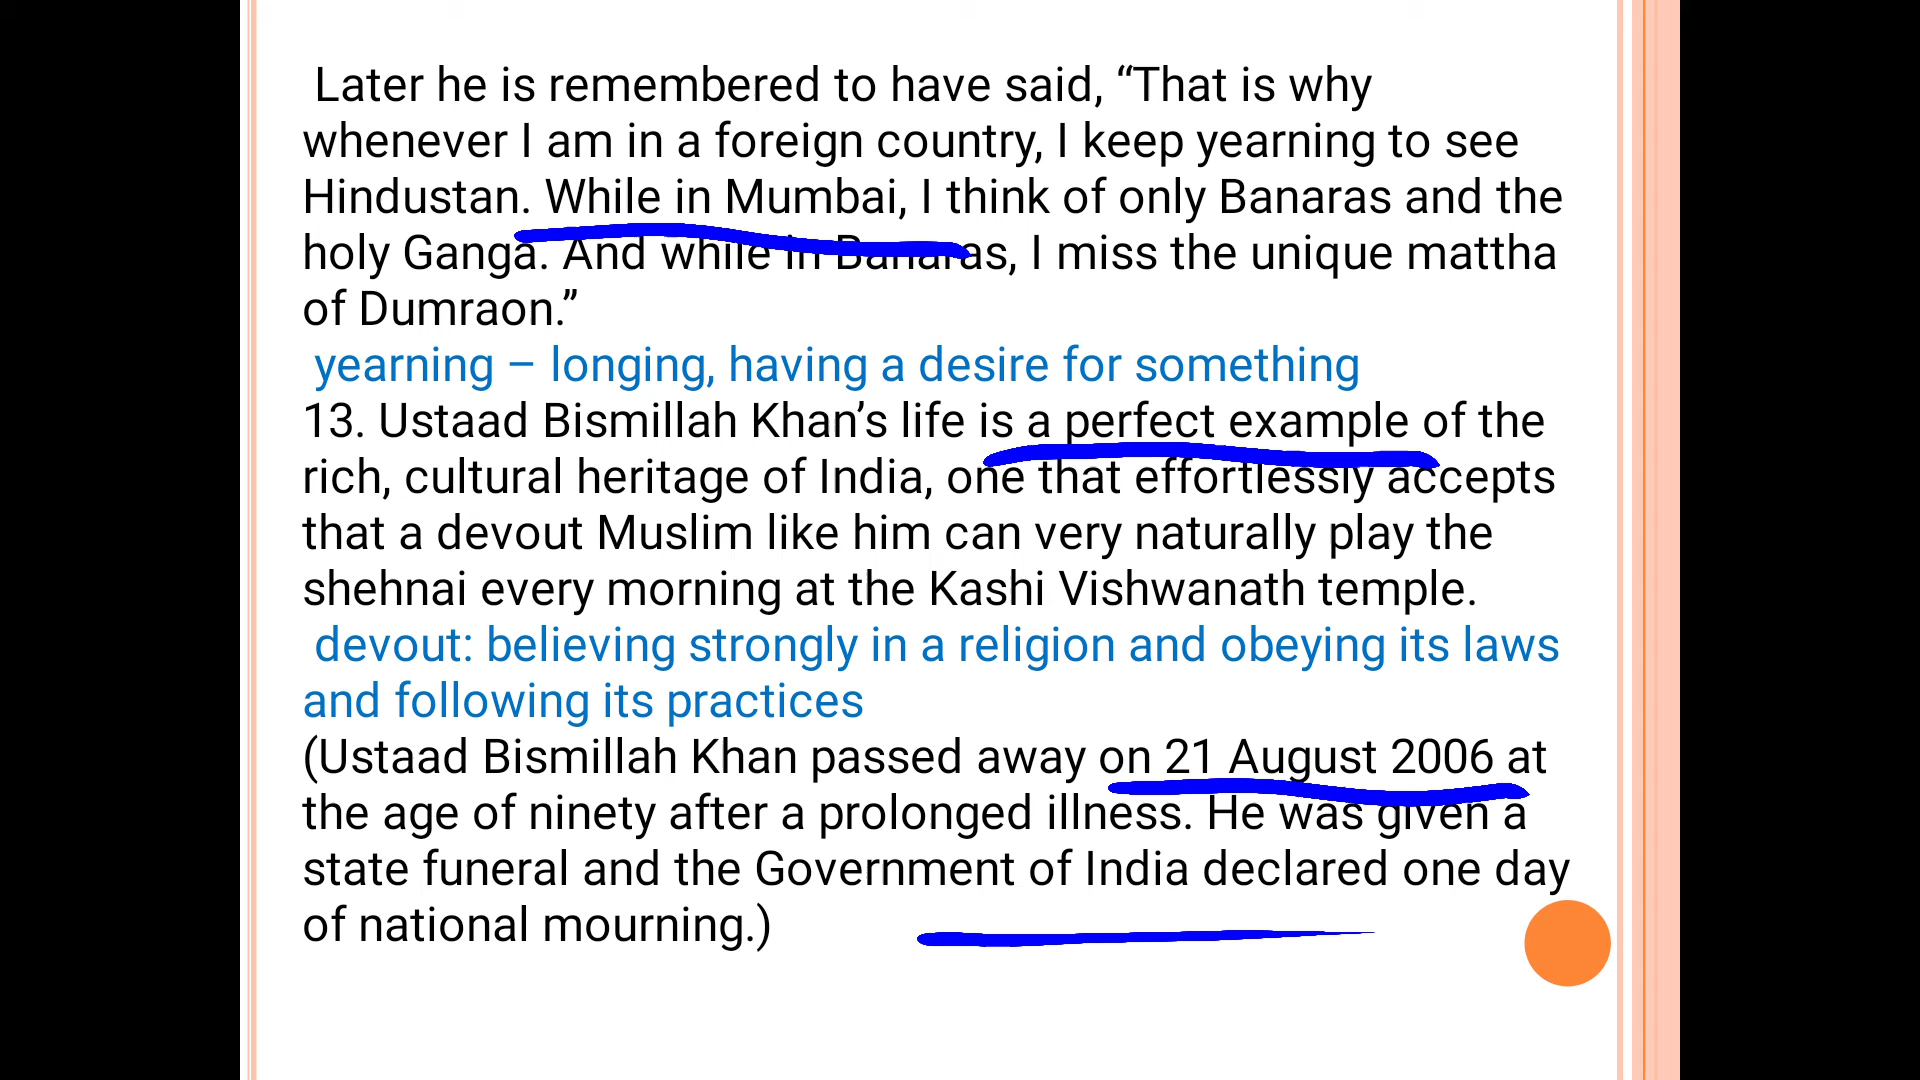 Later he is remembered to have said, “That is why
whenever I am in a foreign country, I keep yearning to see
Hindustan. While in Mumbai, I think of only Banaras and the
holy Ganga. And while in Banaras, I miss the unique mattha
of Dumraon.”
yearning – longing, having a desire for something
13. Ustaad Bismillah Khan’s life is a perfect example of the
rich, cultural heritage of India, one that effortlessly accepts
that a devout Muslim like him can very naturally play the
shehnai every morning at the Kashi Vishwanath temple.
devout: believing strongly in a religion and obeying its laws
and following its practices
(Ustaad Bismillah Khan passed away on 21 August 2006 at
the age of ninety after a prolonged illness. He was given a
state funeral and the Government of India declared one day
of national mourning.)